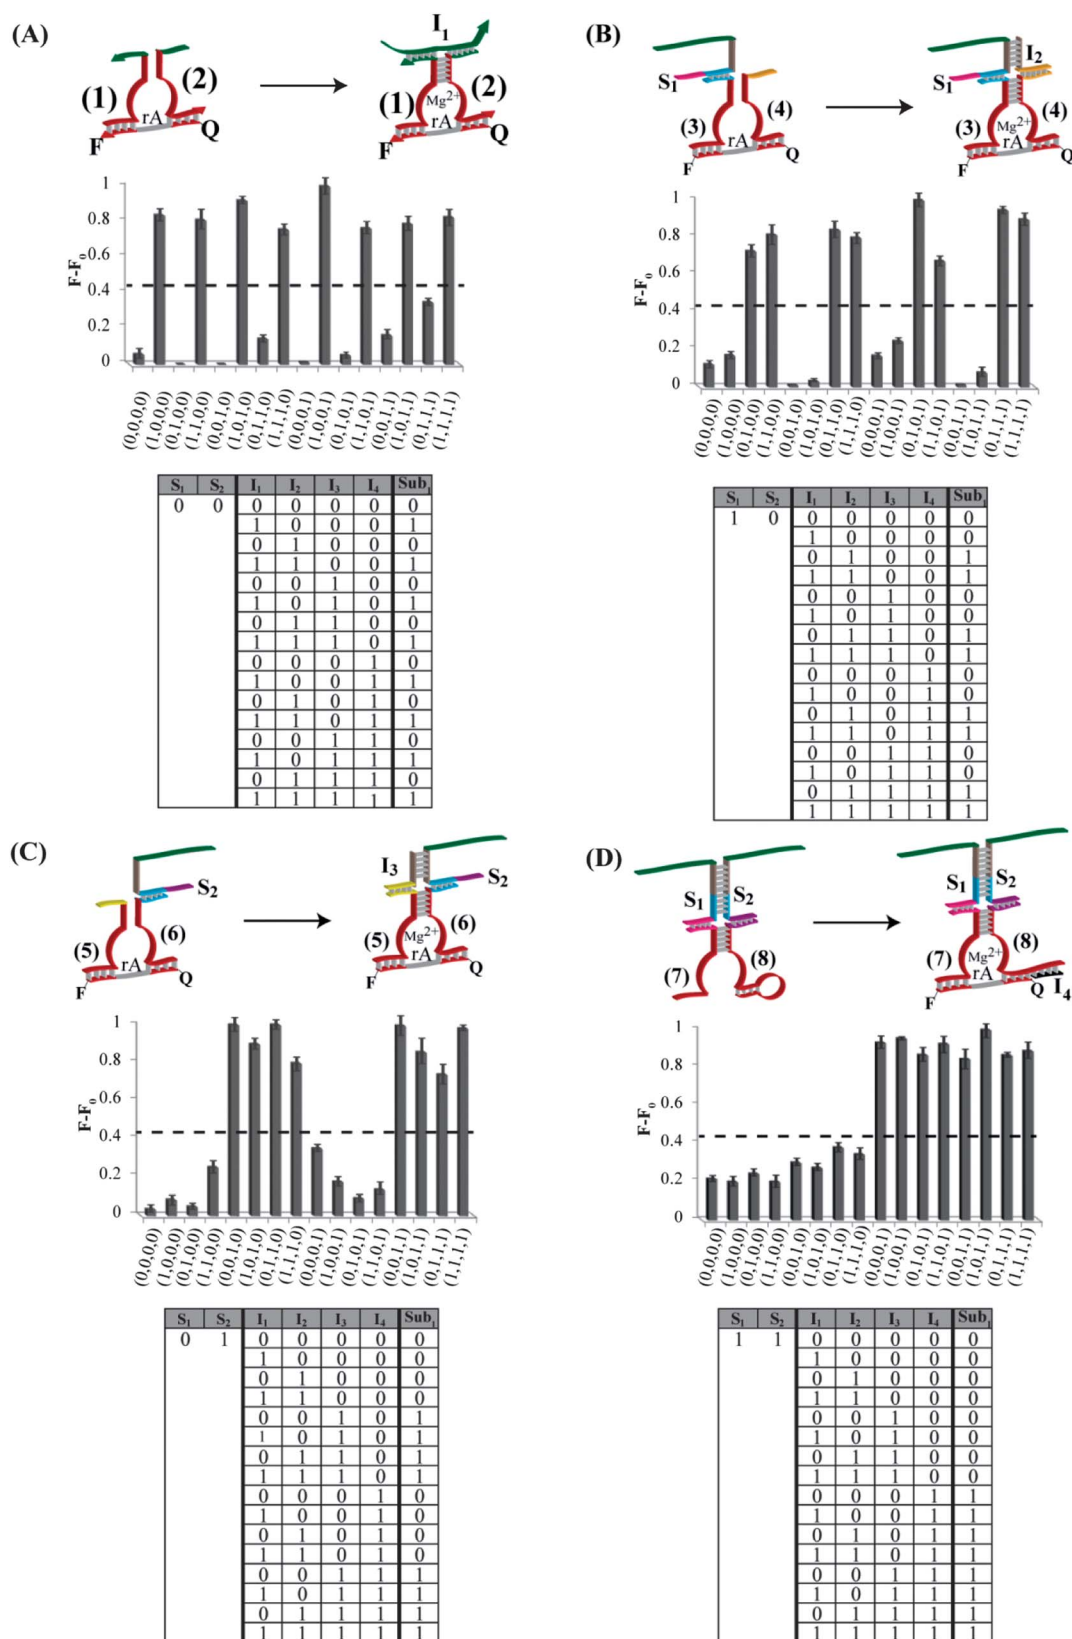 (A)
I1
(1) (2) (1) Mg2+ (2)
rA rA
F Q F Q
1
0.8
0.6
0.4
0.2
0
F-F0
(0,0,0,0) (1,0,0,0) (0,1,0,0) (1,1,0,0) (0,0,1,0) (1,0,1,0) (0,1,1,0) (1,1,1,0) (0,0,0,1) (1,0,0,1) (0,1,0,1) (1,1,0,1) (0,0,1,1) (1,0,1,1) (0,1,1,1) (1,1,1,1)
S1 S2 I1 I2 I3 I4 Sub1
0 0 0 0 0 0 0
1 0 0 0 1
0 1 0 0 0
1 1 0 0 1
0 0 1 0 0
1 0 1 0 1
0 1 1 0 0
1 1 1 0 1
0 0 0 1 0
1 0 0 1 1
0 1 0 1 0
1 1 0 1 1
0 0 1 1 0
1 0 1 1 1
0 1 1 1 0
1 1 1 1 1
(B)
S1 S1 I2
(3) (4) (3) Mg2+ (4)
rA rA
F Q F Q
1
0.8
0.6
0.4
0.2
0
F-F0
(0,0,0,0) (1,0,0,0) (0,1,0,0) (1,1,0,0) (0,0,1,0) (1,0,1,0) (0,1,1,0) (1,1,1,0) (0,0,0,1) (1,0,0,1) (0,1,0,1) (1,1,0,1) (0,0,1,1) (1,0,1,1) (0,1,1,1) (1,1,1,1)
S1 S2 I1 I2 I3 I4 Sub1
1 0 0 0 0 0 0
1 0 0 0 0
0 1 0 0 1
1 1 0 0 1
0 0 1 0 0
1 0 1 0 0
0 1 1 0 1
1 1 1 0 1
0 0 0 1 0
1 0 0 1 0
0 1 0 1 1
1 1 0 1 1
0 0 1 1 0
1 0 1 1 0
0 1 1 1 1
1 1 1 1 1
(C)
S2 I3 S2
(5) (6) (5) Mg2+ (6)
rA rA
F Q F Q
1
0.8
0.6
0.4
0.2
0
F-F0
(0,0,0,0) (1,0,0,0) (0,1,0,0) (1,1,0,0) (0,0,1,0) (1,0,1,0) (0,1,1,0) (1,1,1,0) (0,0,0,1) (1,0,0,1) (0,1,0,1) (1,1,0,1) (0,0,1,1) (1,0,1,1) (0,1,1,1) (1,1,1,1)
S1 S2 I1 I2 I3 I4 Sub1
0 1 0 0 0 0 0
1 0 0 0 0
0 1 0 0 0
1 1 0 0 0
0 0 1 0 1
1 0 1 0 1
0 1 1 0 1
1 1 1 0 1
0 0 0 1 0
1 0 0 1 0
0 1 0 1 0
1 1 0 1 0
0 0 1 1 1
1 0 1 1 1
0 1 1 1 1
1 1 1 1 1
(D)
S1 S2 S1 S2
(7) (8) (7) Mg2+ (8)
rA
F Q I4
1
0.8
0.6
0.4
0.2
0
F-F0
(0,0,0,0) (1,0,0,0) (0,1,0,0) (1,1,0,0) (0,0,1,0) (1,0,1,0) (0,1,1,0) (1,1,1,0) (0,0,0,1) (1,0,0,1) (0,1,0,1) (1,1,0,1) (0,0,1,1) (1,0,1,1) (0,1,1,1) (1,1,1,1)
S1 S2 I1 I2 I3 I4 Sub1
1 1 0 0 0 0 0
1 0 0 0 0
0 1 0 0 0
1 1 0 0 0
0 0 1 0 0
1 0 1 0 0
0 1 1 0 0
1 1 1 0 0
0 0 0 1 1
1 0 0 1 1
0 1 0 1 1
1 1 0 1 1
0 0 1 1 1
1 0 1 1 1
0 1 1 1 1
1 1 1 1 1